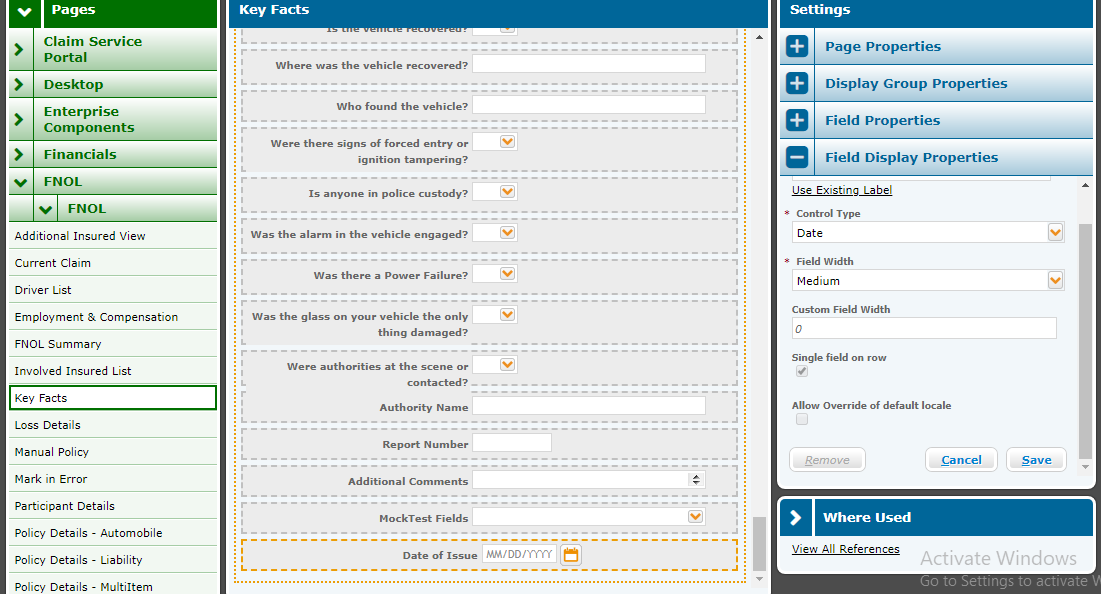 Pages
Claim Service
Portal
Desktop
Enterprise
Components
Financials
FNOL
FNOL
Additional Insured View
Current Claim
Driver List
Employment & Compensation
FNOL Summary
Involved Insured List
Key Facts
Loss Details
Manual Policy
Mark in Error
Participant Details
Policy Details - Automobile
Policy Details - Liability
Policy Details - MultiItem
Key Facts
Is the vehicle recovered?
Where was the vehicle recovered?
Who found the vehicle?
Were there signs of forced entry or
ignition tampering?
Is anyone in police custody?
Was the alarm in the vehicle engaged?
Was there a Power Failure?
Was the glass on your vehicle the only
thing damaged?
Were authorities at the scene or
contacted?
Authority Name
Report Number
Additional Comments
MockTest Fields
Date of Issue MM/DD/YYYY
Settings
Page Properties
Display Group Properties
Field Properties
Field Display Properties
Use Existing Label
* Control Type
Date
* Field Width
Medium
Custom Field Width
0
Single field on row
Allow Override of default locale
Remove Cancel Save
Where Used
View All References
Activate Windows
Go to Settings to activate W